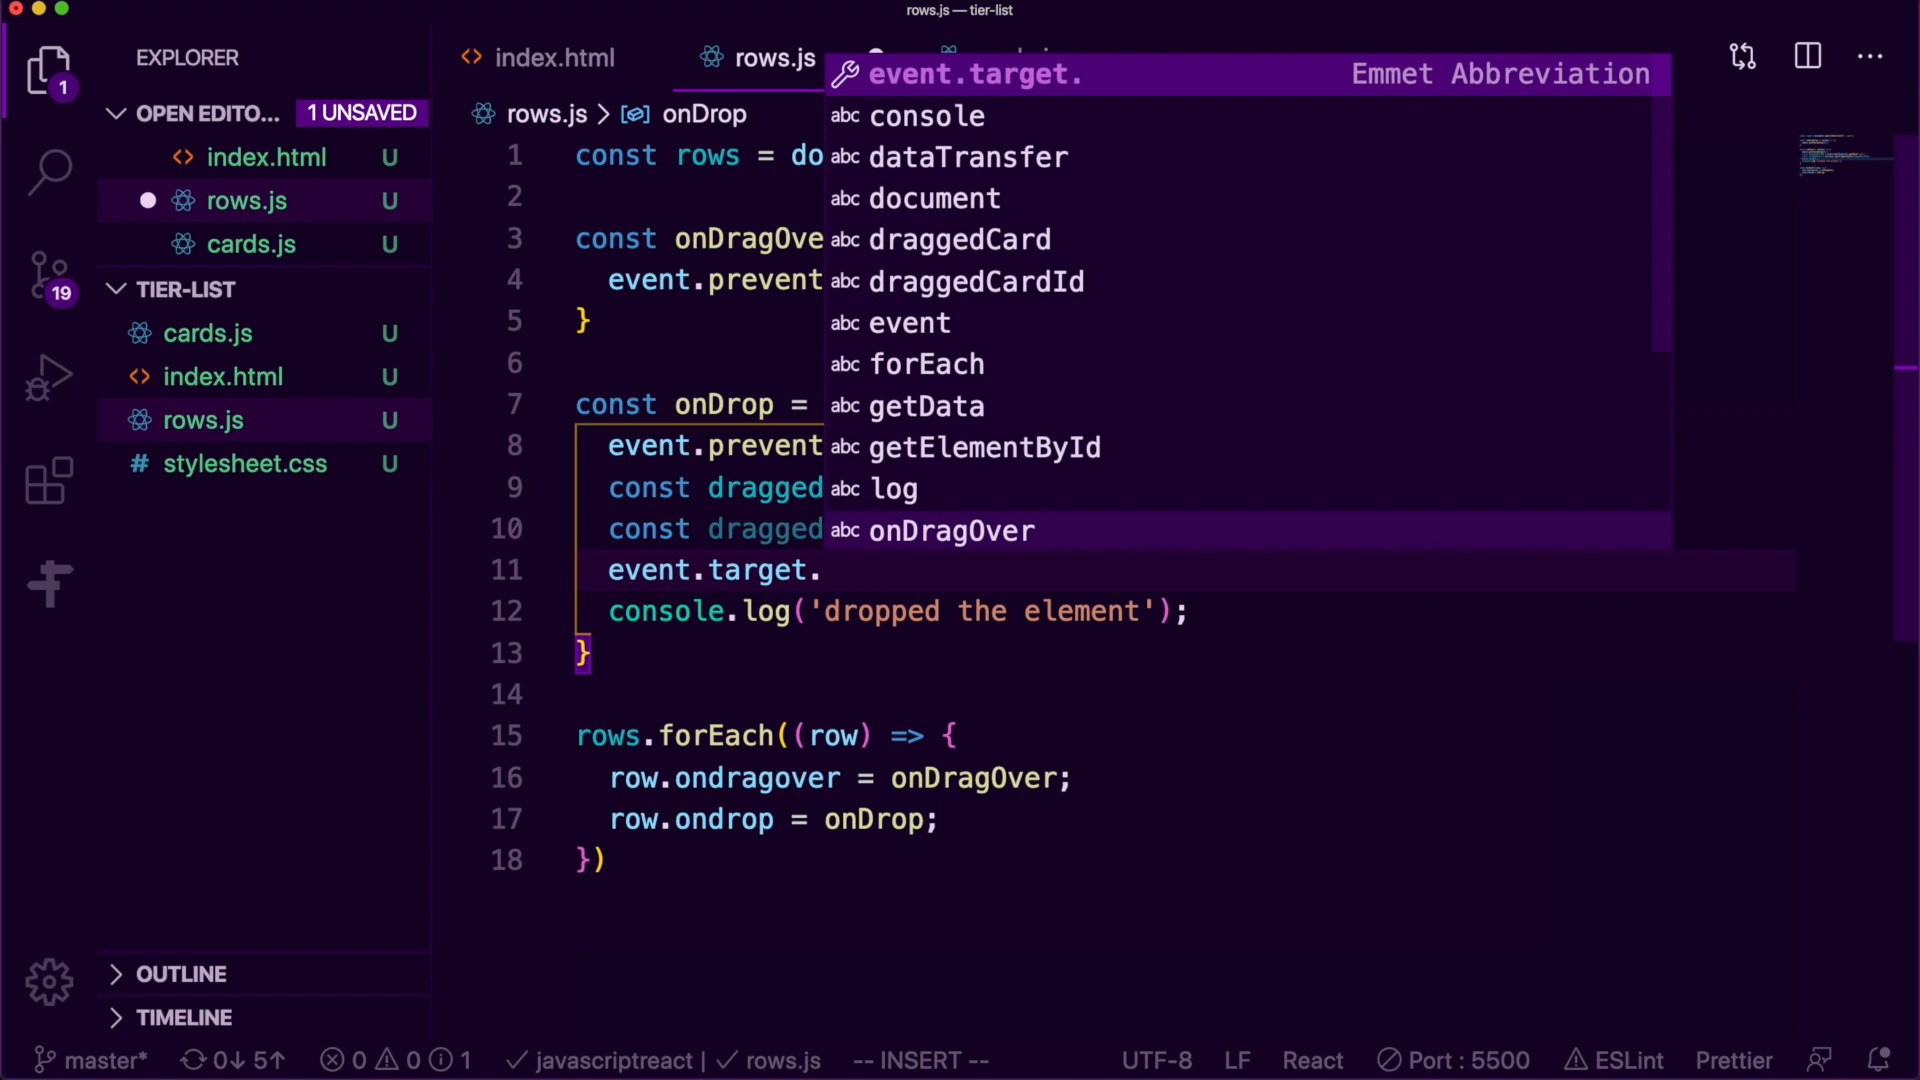 rows.js — tier-list
EXPLORER
OPEN EDITO... 1 UNSAVED
index.html U
rows.js U
cards.js U
TIER-LIST
cards.js U
index.html U
rows.js U
stylesheet.css U
OUTLINE
TIMELINE
1
19
index.html
rows.js
rows.js > onDrop
event.target. Emmet Abbreviation
abc console
abc dataTransfer
abc document
abc draggedCard
abc draggedCardId
abc event
abc forEach
abc getData
abc getElementById
abc log
abc onDragOver
1 const rows = do
2
3 const onDragOve
4 event.prevent
5 }
6
7 const onDrop =
8 event.prevent
9 const dragged
10 const dragged
11 event.target.
12 console.log('dropped the element');
13 }
14
15 rows.forEach((row) => {
16 row.ondragover = onDragOver;
17 row.ondrop = onDrop;
18 })
master* 0↓ 5↑ 0 0 1 javascriptreact | rows.js -- INSERT -- UTF-8 LF React Port : 5500 ESLint Prettier